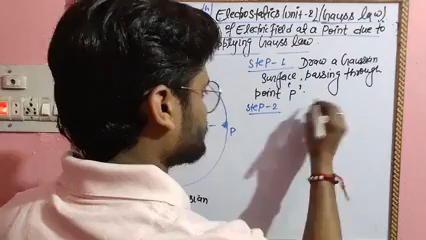 Electrostatics (Unit-2) (Gauss law)
of Electric field at a Point due to
applying Gauss law.
Step-1 Draw a Gaussian
Surface, passing through
point 'P'.
Step-2
P
sian